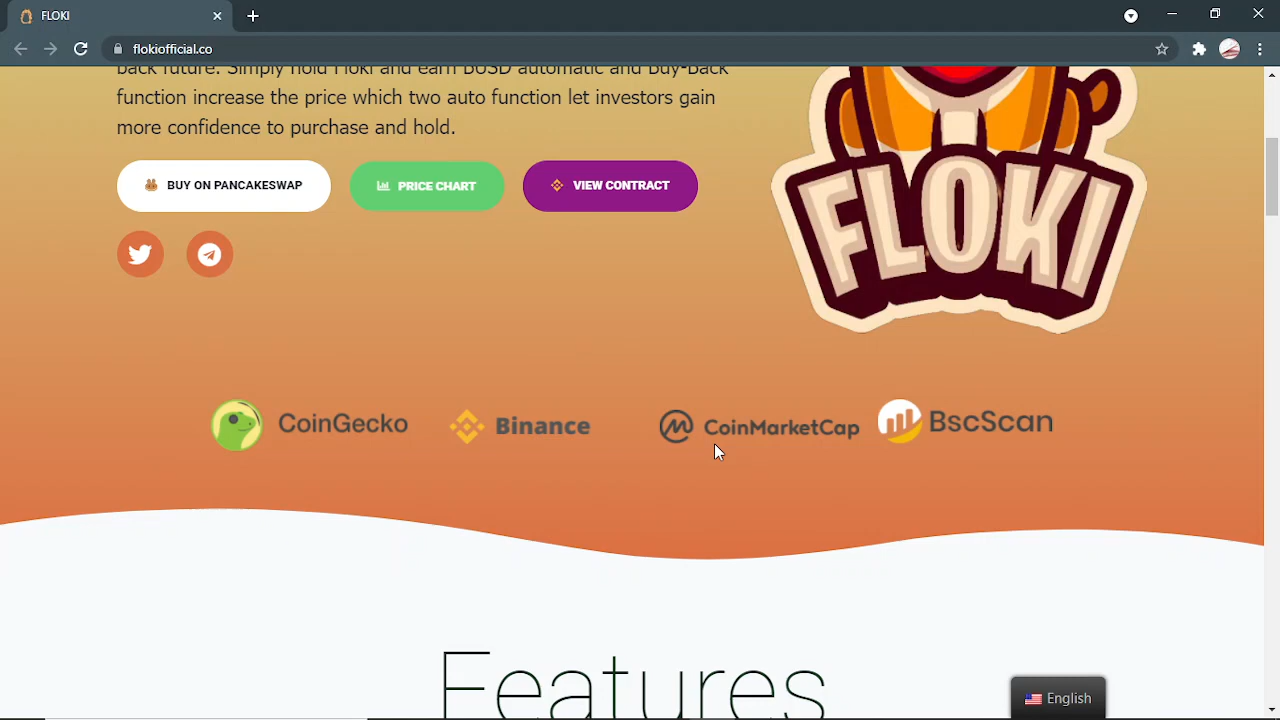 FLOKI
flokiofficial.co
back future. Simply hold Floki and earn BUSD automatic and Buy-Back
function increase the price which two auto function let investors gain
more confidence to purchase and hold.
BUY ON PANCAKESWAP
PRICE CHART
VIEW CONTRACT
FLOKI
CoinGecko
Binance
CoinMarketCap
BscScan
Features
English